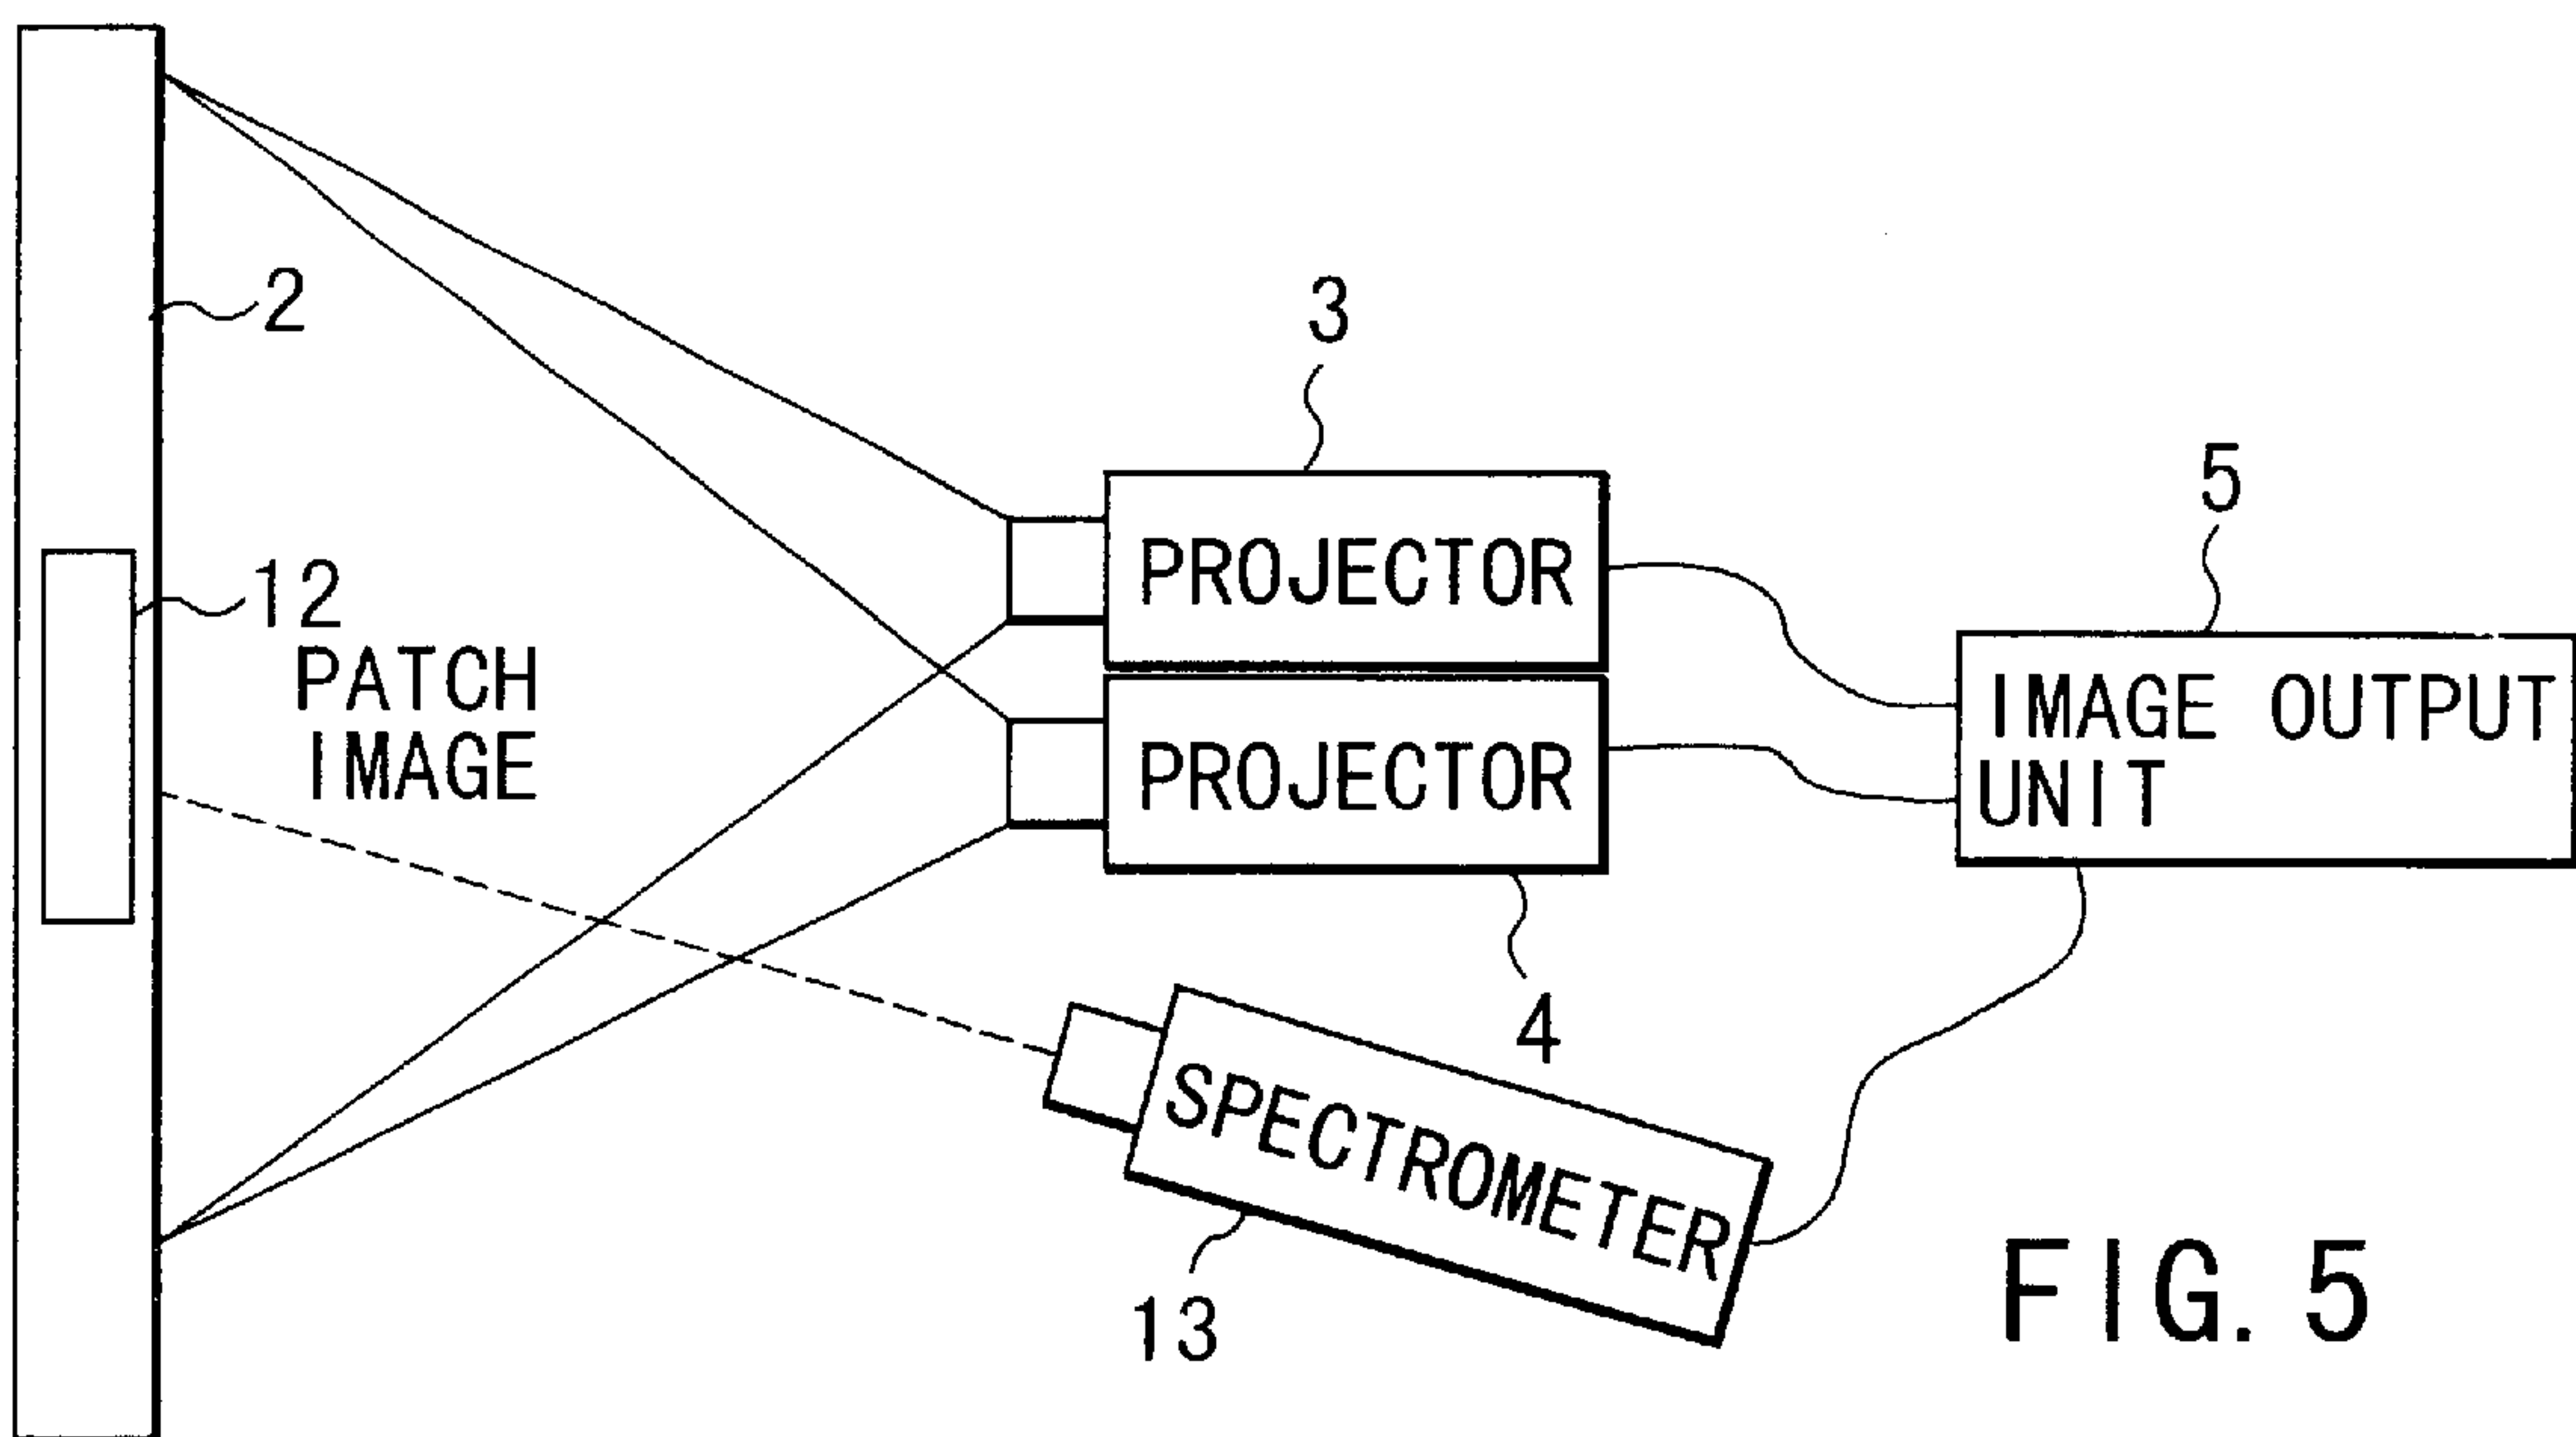 2
12
PATCH
IMAGE
3
PROJECTOR
PROJECTOR
4
5
IMAGE OUTPUT
UNIT
SPECTROMETER
13
FIG. 5